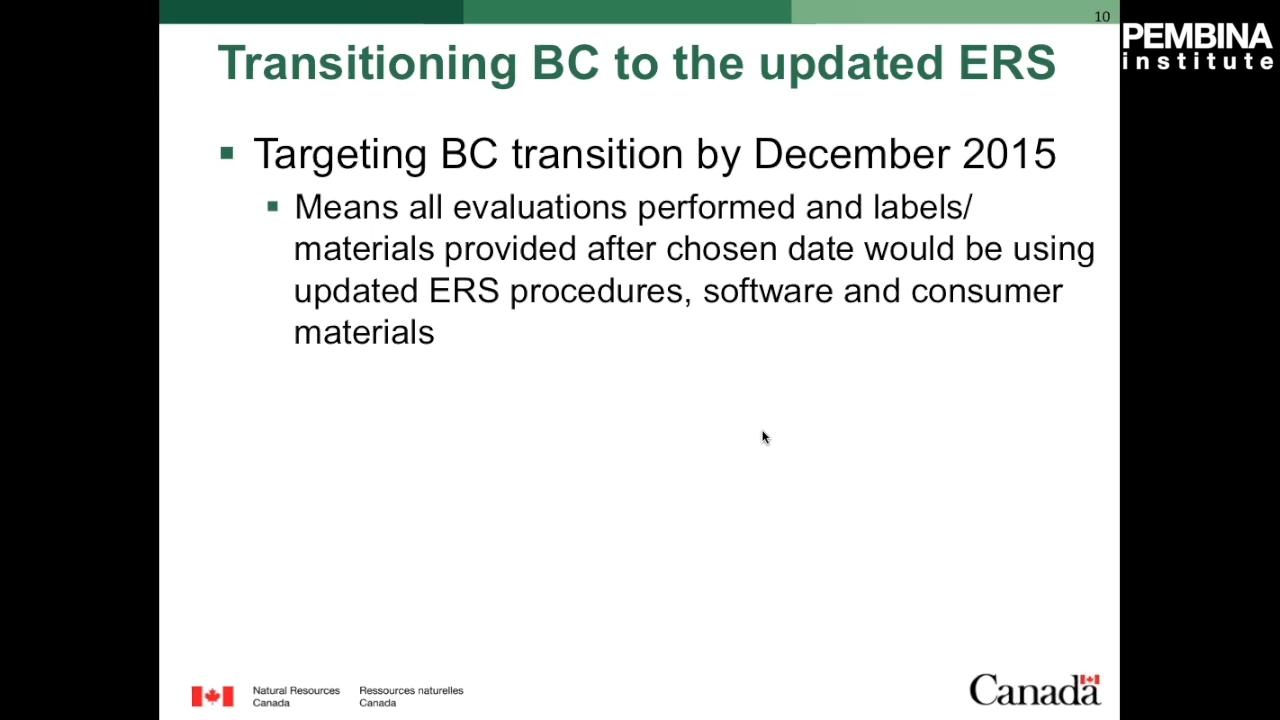 10
PEMBINA
institute
Transitioning BC to the updated ERS
Targeting BC transition by December 2015
Means all evaluations performed and labels/
materials provided after chosen date would be using
updated ERS procedures, software and consumer
materials
Natural Resources Ressources naturelles
Canada Canada
Canada